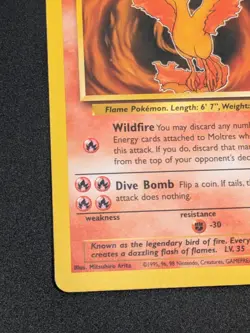 Flame Pokémon. Length: 6' 7", Weight:
Wildfire You may discard any num
Energy cards attached to Moltres wh
this attack. If you do, discard that ma
from the top of your opponent's dec
Dive Bomb Flip a coin. If tails, t
attack does nothing.
weakness
resistance
-30
Known as the legendary bird of fire. Every
creates a dazzling flash of flames. LV. 35
Illus. Mitsuhiro Arita
©1995, 96, 98 Nintendo, Creatures, GAMEFREA